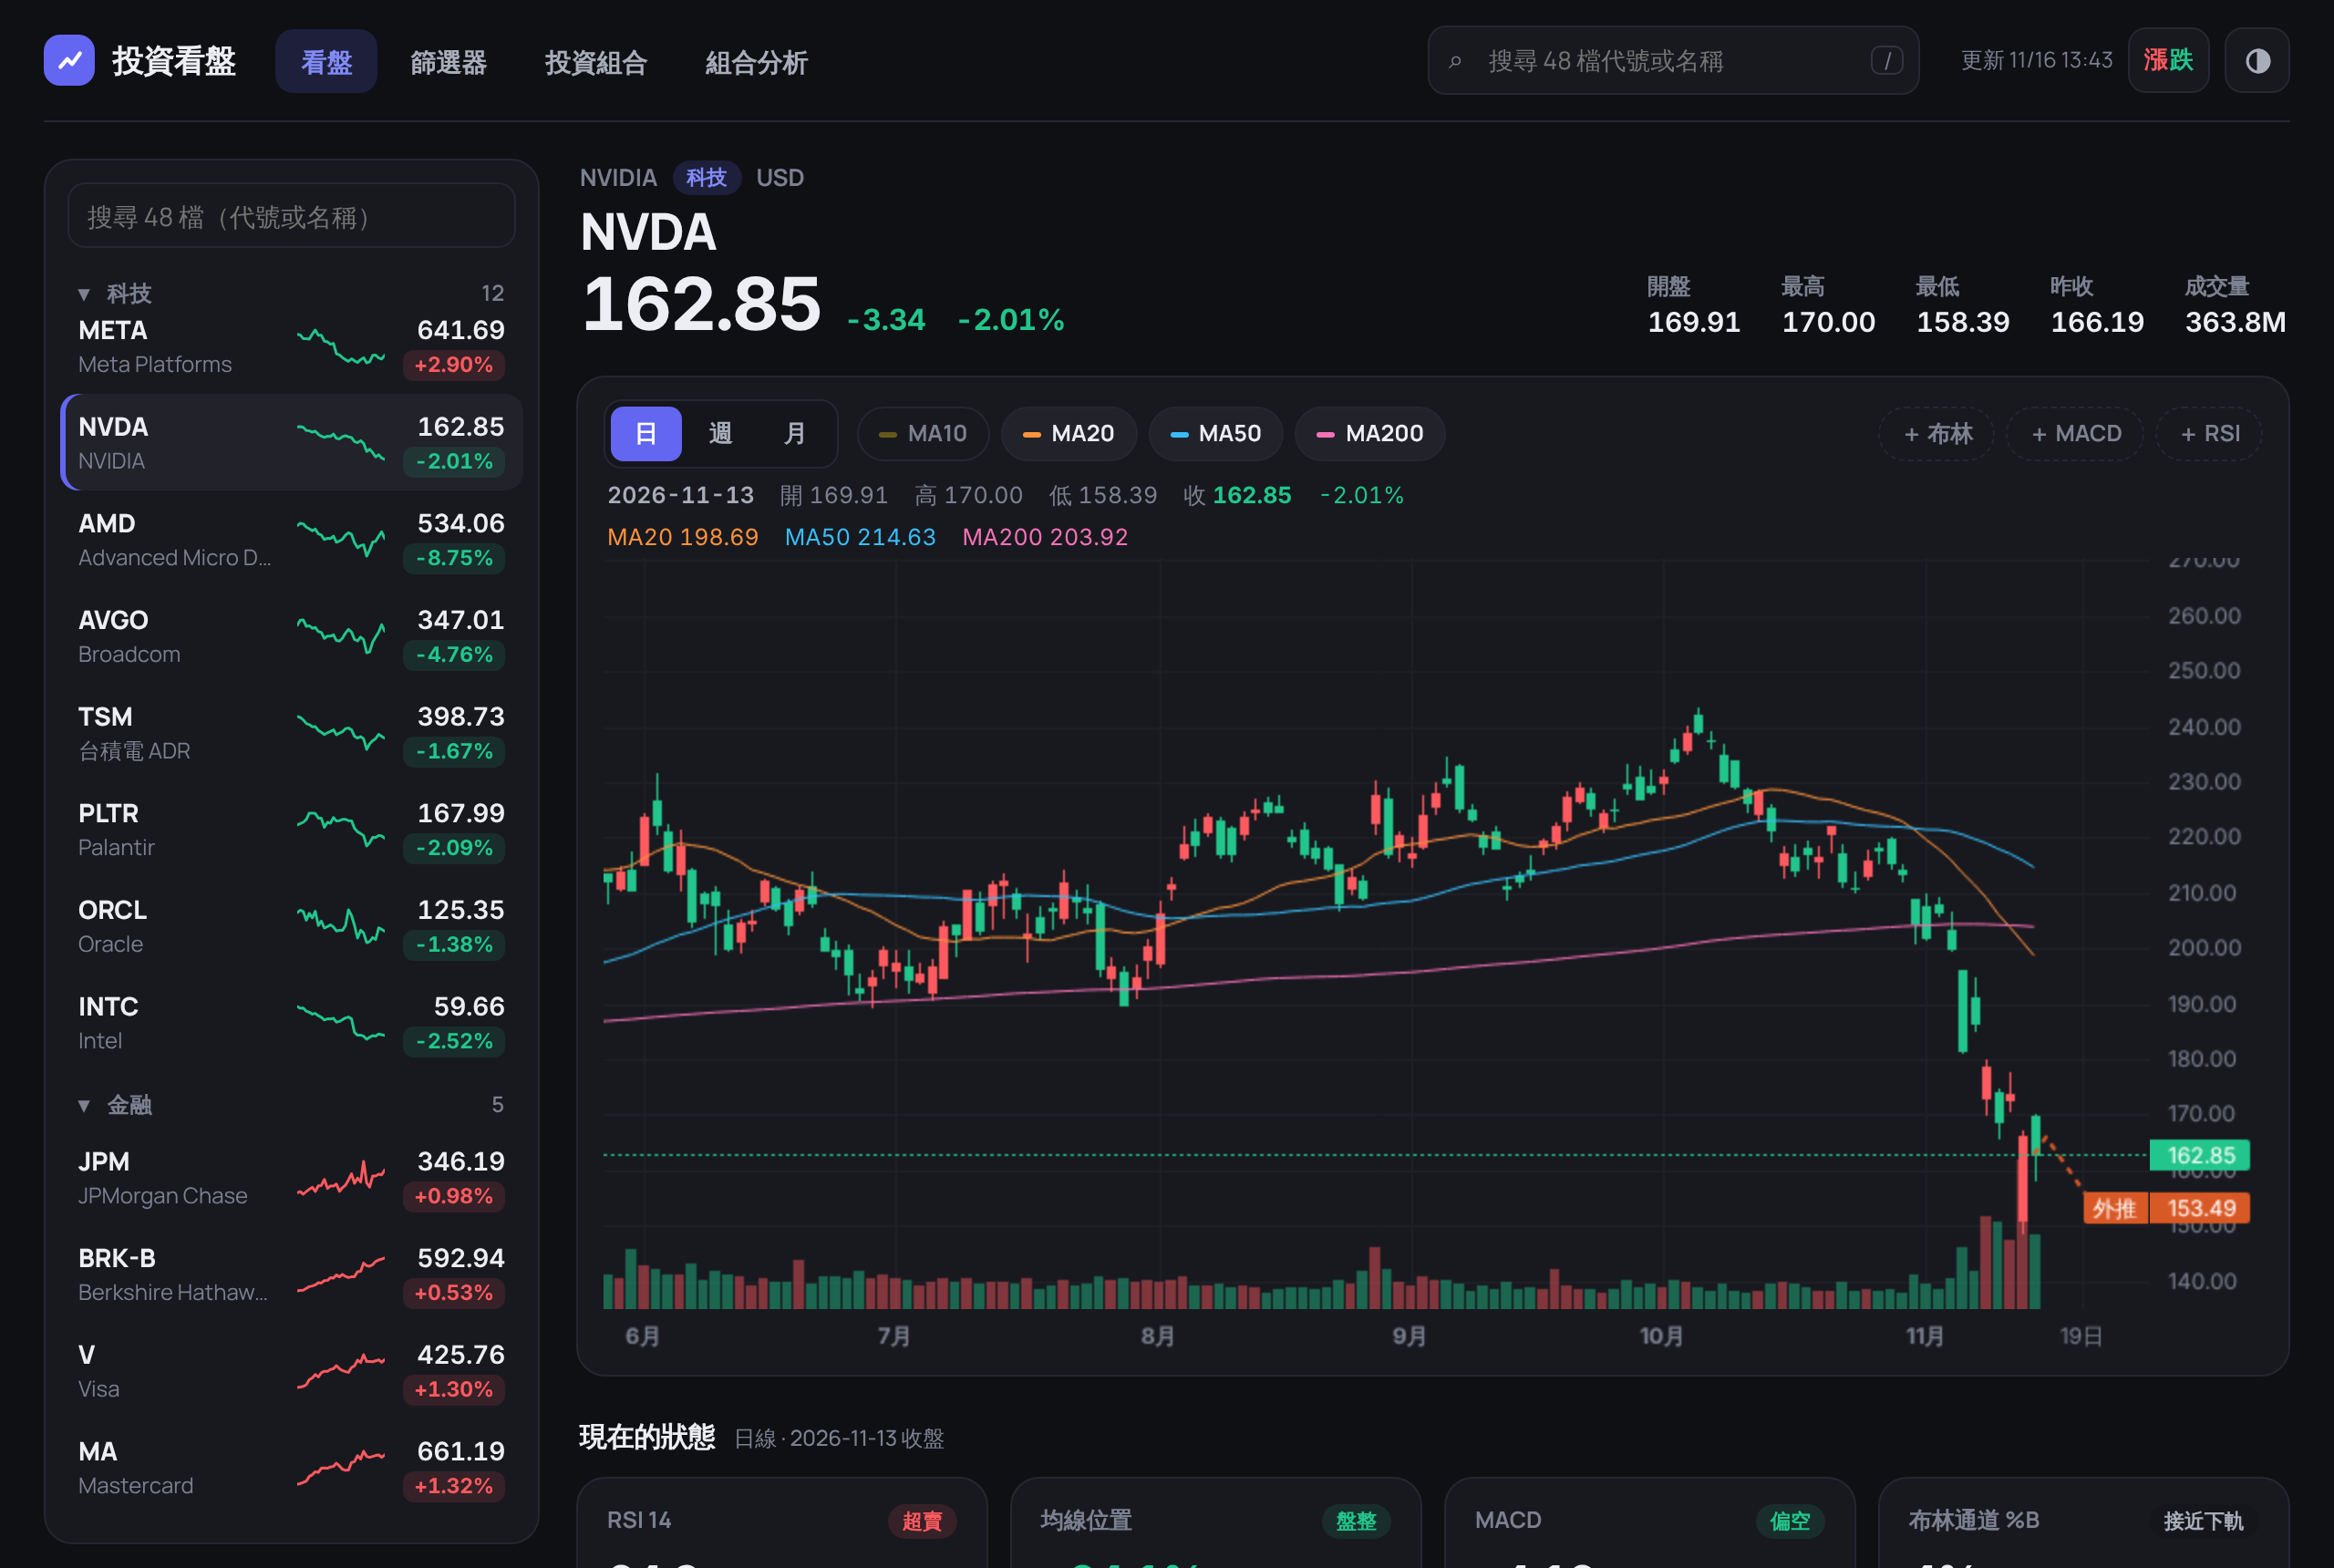 投資看盤 看盤 篩選器 投資組合 組合分析 搜尋 48 檔代號或名稱 / 更新 11/16 13:43 漲跌
搜尋 48 檔（代號或名稱）
▼ 科技 12
META 641.69
Meta Platforms +2.90%
NVDA 162.85
NVIDIA -2.01%
AMD 534.06
Advanced Micro D... -8.75%
AVGO 347.01
Broadcom -4.76%
TSM 398.73
台積電 ADR -1.67%
PLTR 167.99
Palantir -2.09%
ORCL 125.35
Oracle -1.38%
INTC 59.66
Intel -2.52%
▼ 金融 5
JPM 346.19
JPMorgan Chase +0.98%
BRK-B 592.94
Berkshire Hathaw... +0.53%
V 425.76
Visa +1.30%
MA 661.19
Mastercard +1.32%
NVIDIA 科技 USD
NVDA
162.85 -3.34 -2.01%
開盤 最高 最低 昨收 成交量
169.91 170.00 158.39 166.19 363.8M
日 週 月 MA10 MA20 MA50 MA200 + 布林 + MACD + RSI
2026-11-13 開 169.91 高 170.00 低 158.39 收 162.85 -2.01%
MA20 198.69 MA50 214.63 MA200 203.92
270.00
260.00
250.00
240.00
230.00
220.00
210.00
200.00
190.00
180.00
170.00
162.85
160.00
外推 153.49
150.00
140.00
6月 7月 8月 9月 10月 11月 19日
現在的狀態 日線 · 2026-11-13 收盤
RSI 14 超賣
均線位置 盤整
MACD 偏空
布林通道 %B 接近下軌